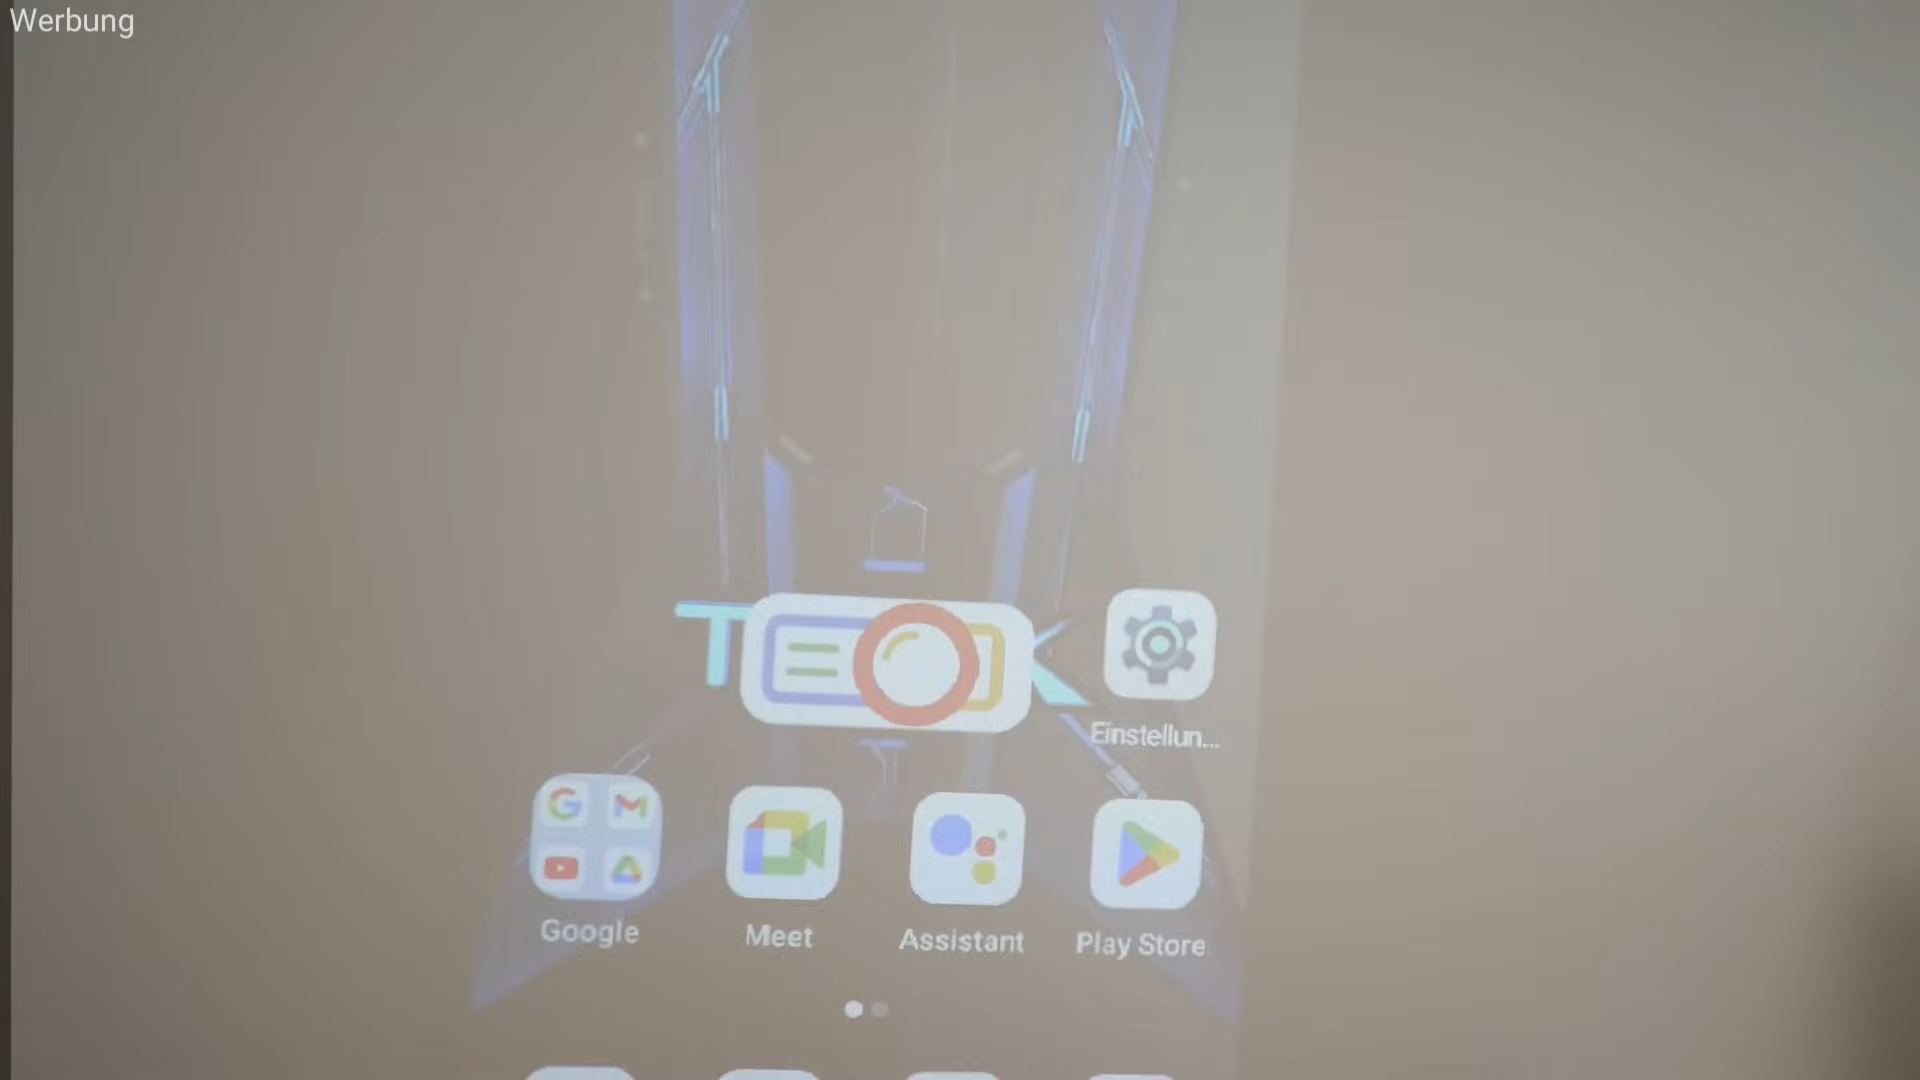 Werbung
Einstellun...
Google
Meet
Assistant
Play Store